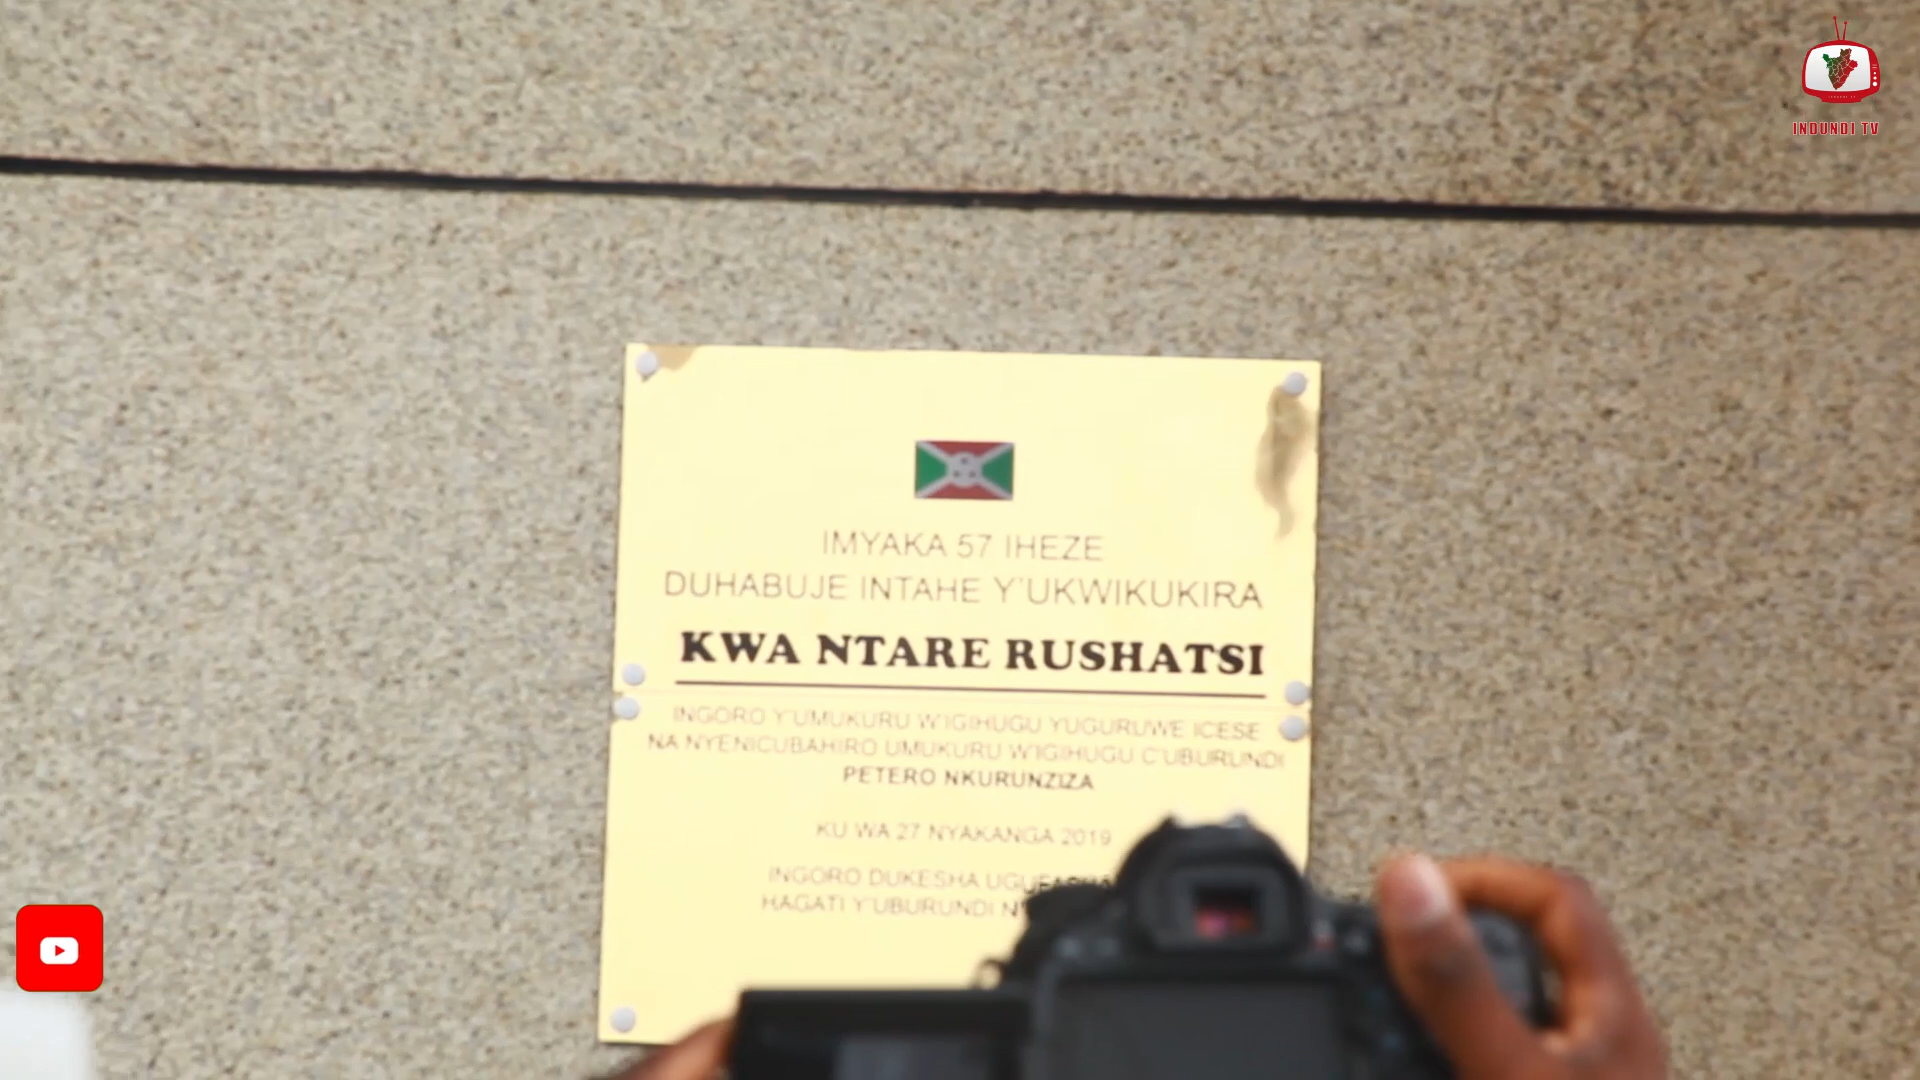 INDUNDI TV
IMYAKA 57 IHEZE
DUHABUJE INTAHE Y'UKWIKUKIRA
KWA NTARE RUSHATSI
INGORO Y'UMUKURU W'IGIHUGU YUGURUWE ICESE
NA NYENICUBAHIRO UMUKURU W'IGIHUGU C'UBURUNDI
PETERO NKURUNZIZA
KU WA 27 NYAKANGA 2019
INGORO DUKESHA
HAGATI Y'UBURUNDI